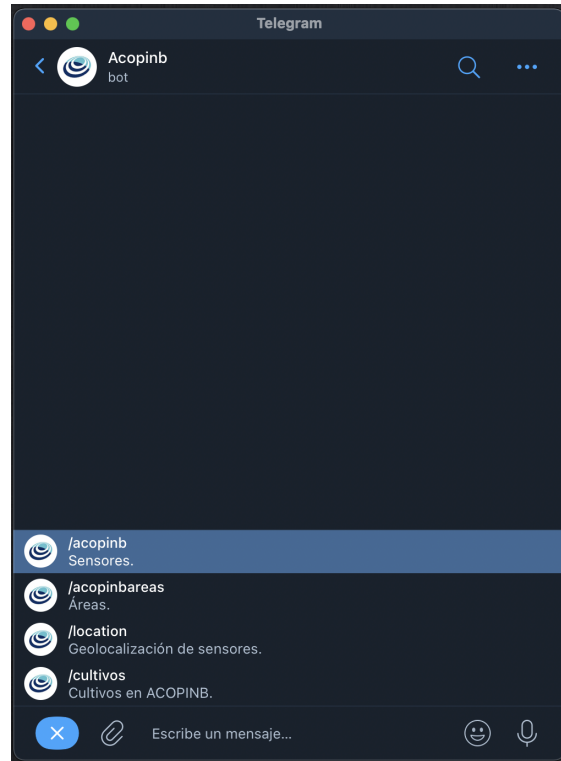 Telegram
Acopinb
bot
/acopinb
Sensores.
/acopinbareas
Áreas.
/location
Geolocalización de sensores.
/cultivos
Cultivos en ACOPINB.
Escribe un mensaje...